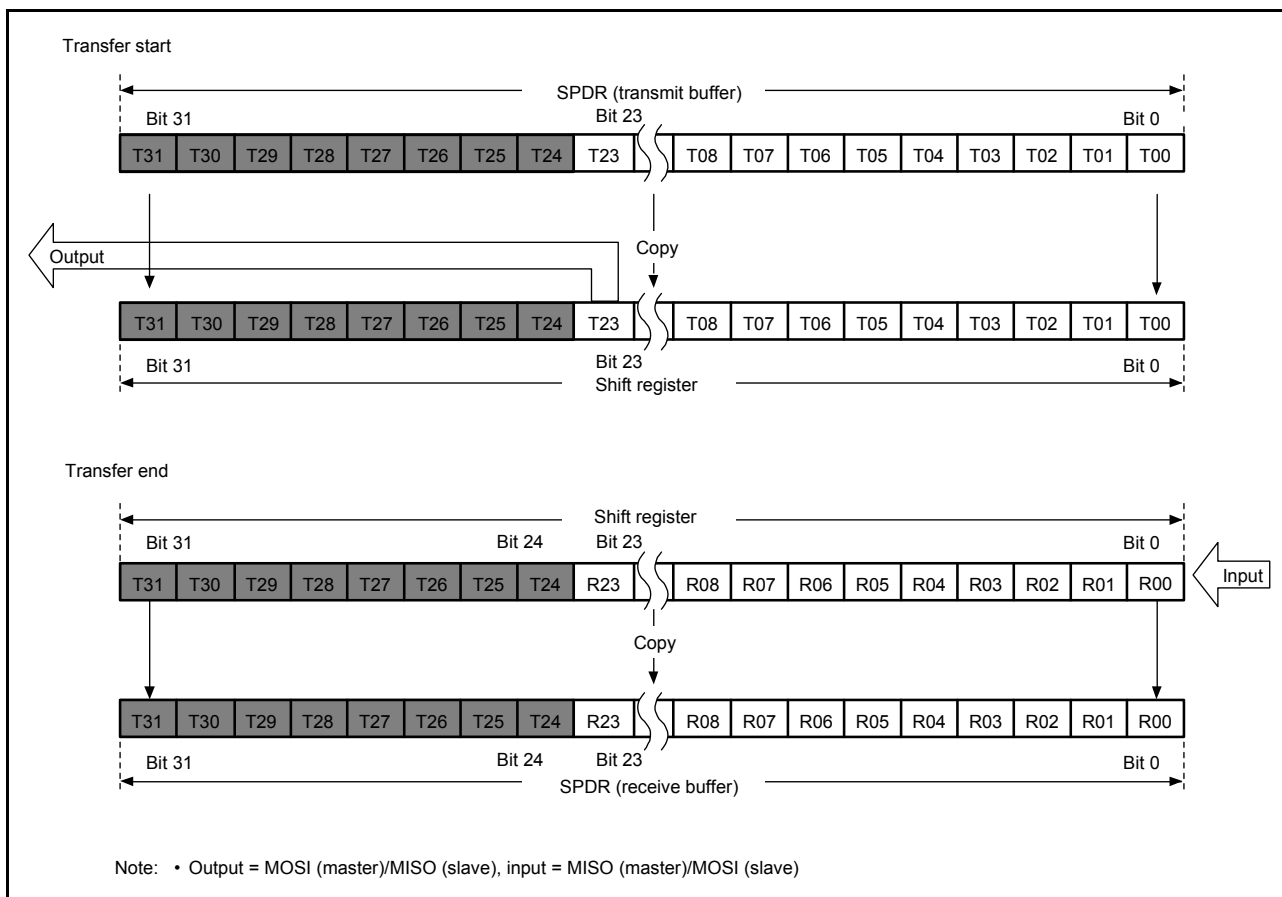 Transfer start
SPDR (transmit buffer)
Bit 31 Bit 23 Bit 0
T31 T30 T29 T28 T27 T26 T25 T24 T23 T08 T07 T06 T05 T04 T03 T02 T01 T00
Copy
Output
T31 T30 T29 T28 T27 T26 T25 T24 T23 T08 T07 T06 T05 T04 T03 T02 T01 T00
Bit 31 Bit 23 Bit 0
Shift register
Transfer end
Shift register
Bit 31 Bit 24 Bit 23 Bit 0
T31 T30 T29 T28 T27 T26 T25 T24 R23 R08 R07 R06 R05 R04 R03 R02 R01 R00 Input
Copy
T31 T30 T29 T28 T27 T26 T25 T24 R23 R08 R07 R06 R05 R04 R03 R02 R01 R00
Bit 31 Bit 24 Bit 23 Bit 0
SPDR (receive buffer)
Note: • Output = MOSI (master)/MISO (slave), input = MISO (master)/MOSI (slave)